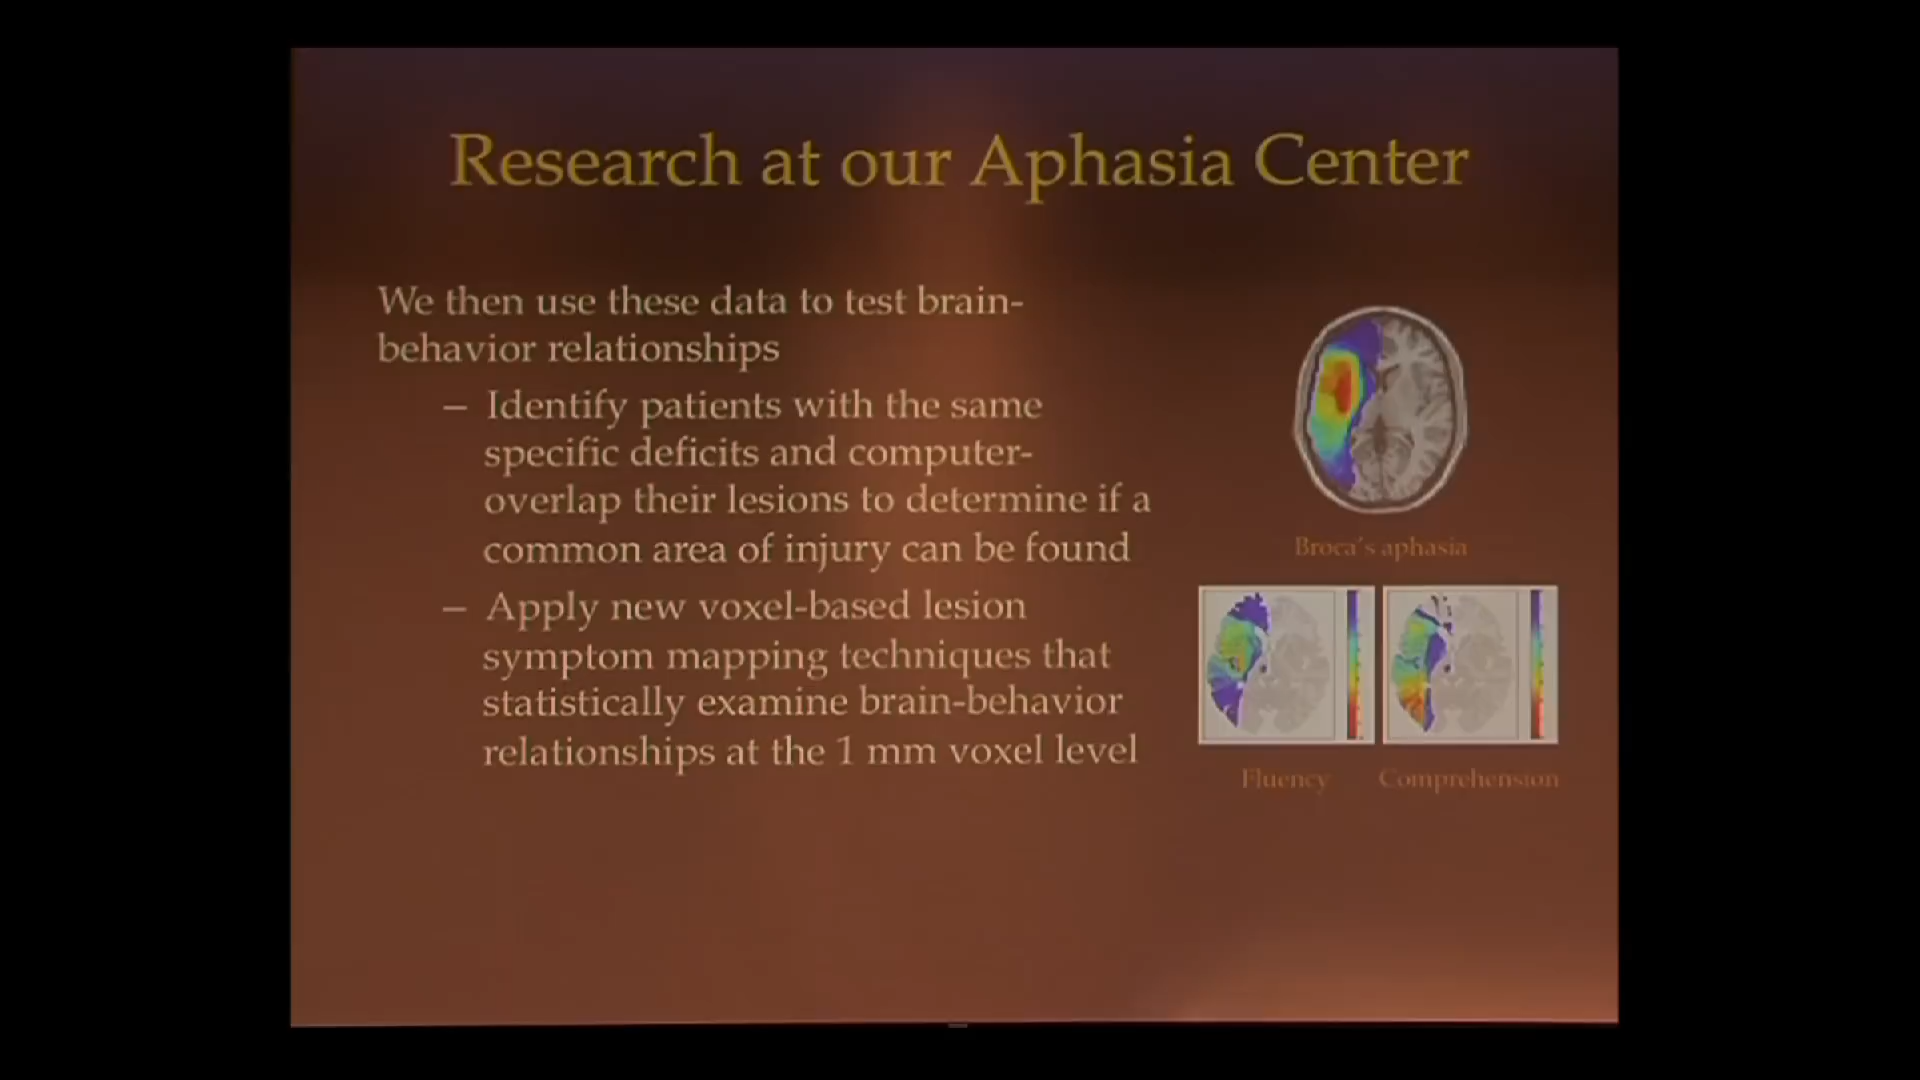 Research at our Aphasia Center
We then use these data to test brain-
behavior relationships
– Identify patients with the same
specific deficits and computer-
overlap their lesions to determine if a
common area of injury can be found
– Apply new voxel-based lesion
symptom mapping techniques that
statistically examine brain-behavior
relationships at the 1 mm voxel level
Broca's aphasia
Fluency
Comprehension